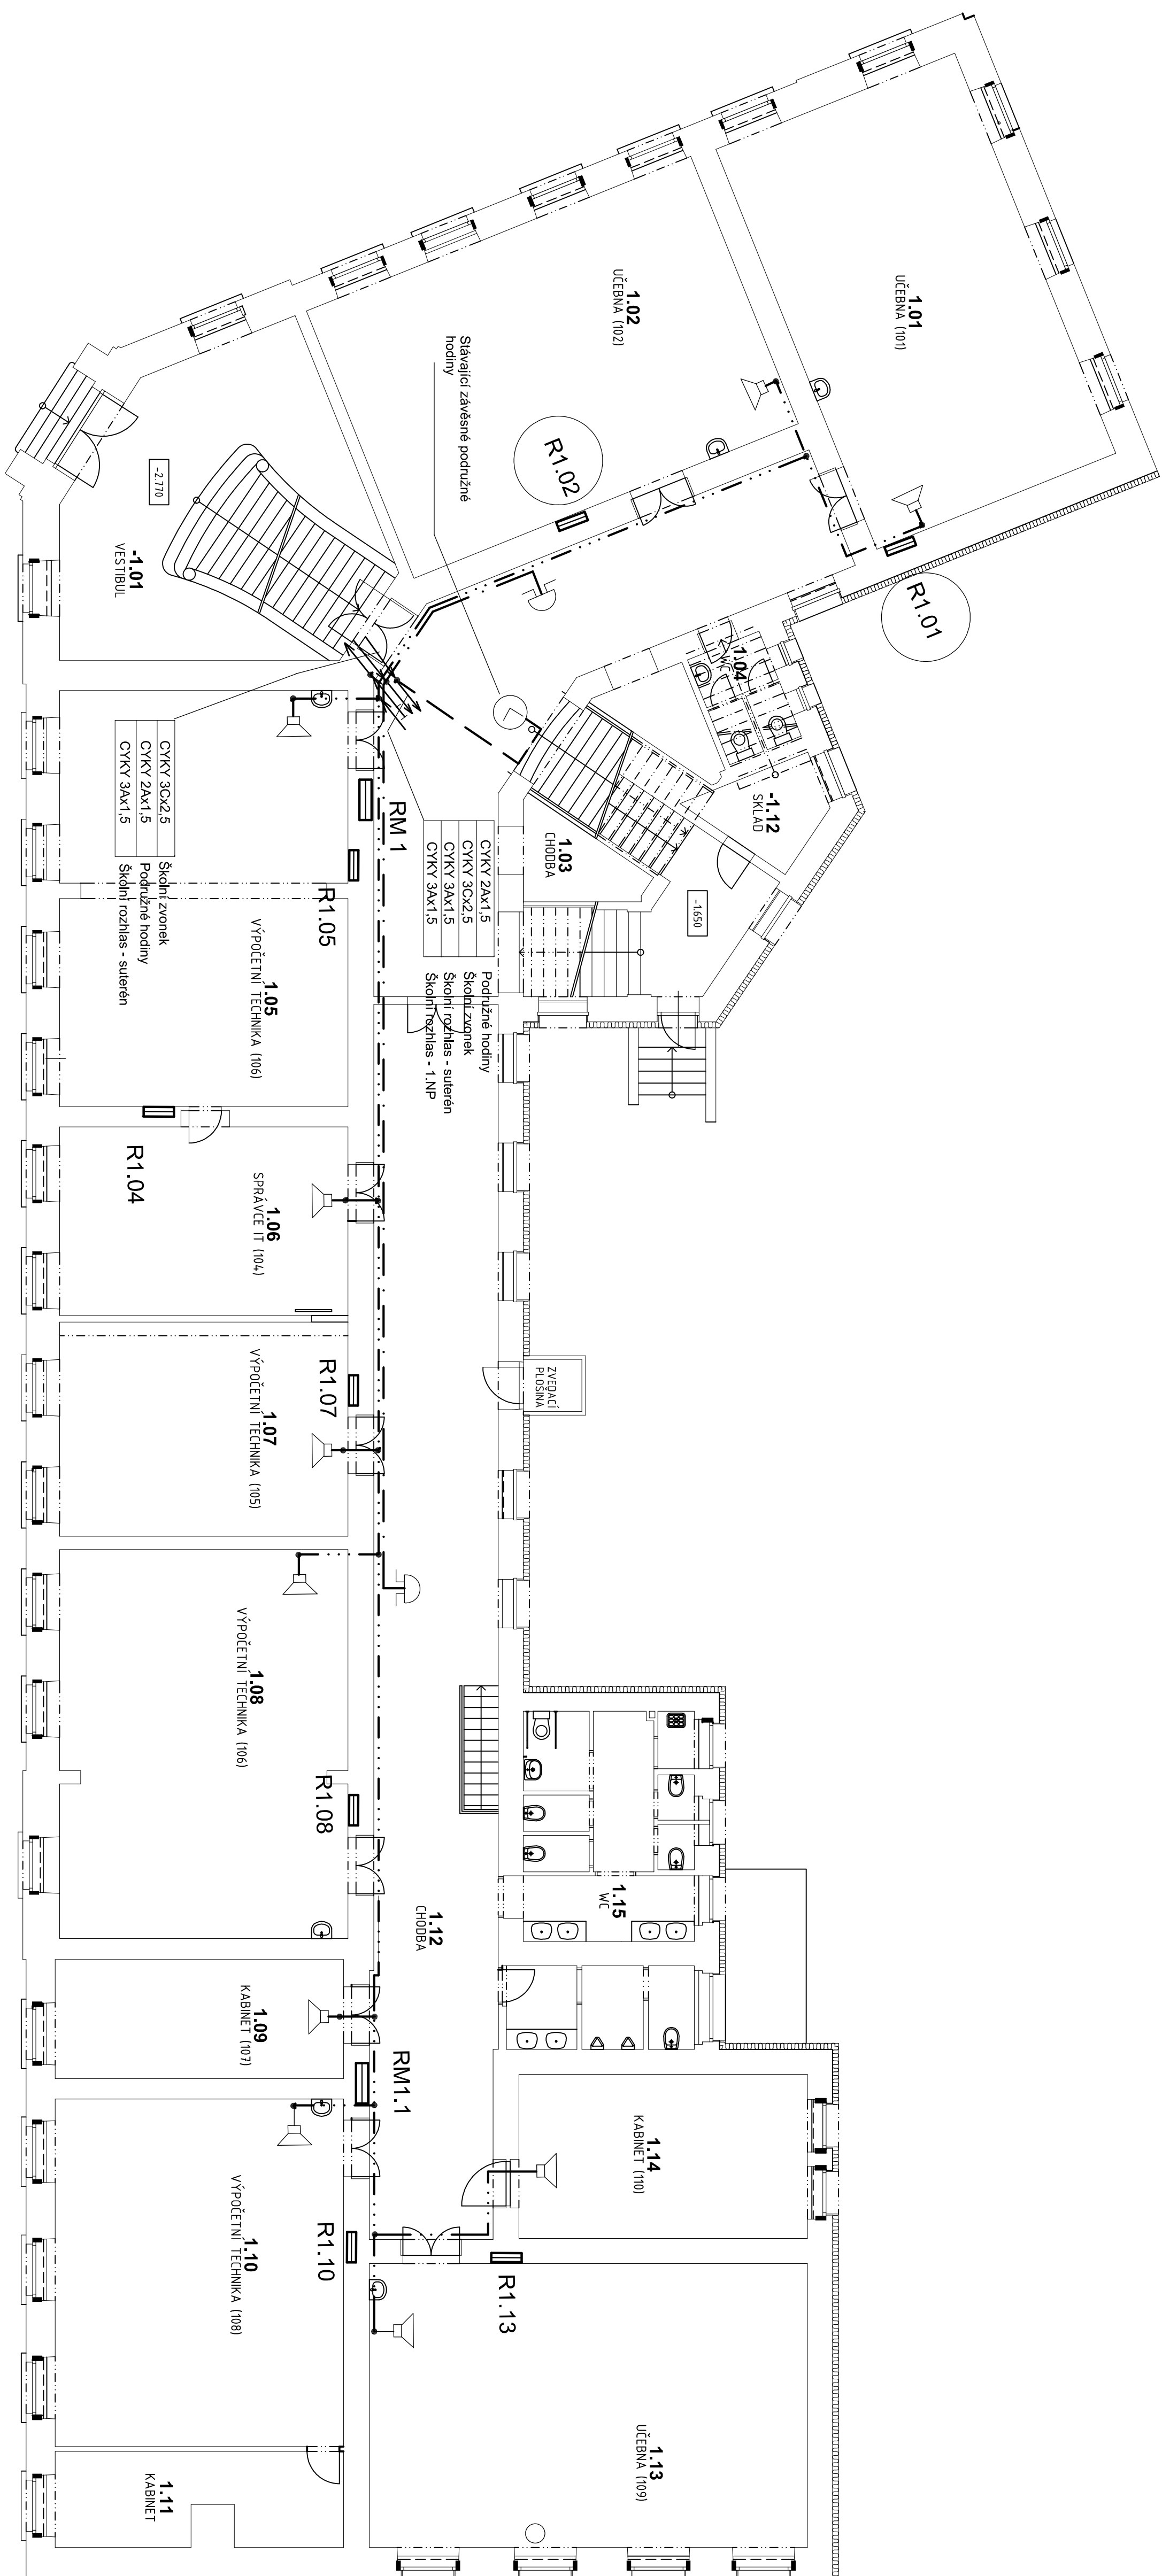 1.01
UČEBNA (101)
1.02
UČEBNA (102)
R1.01
R1.02
Stávající závěsné podružné
hodiny
-2.770
-1.01
VESTIBUL
1.04
WC
-1.12
SKLAD
1.03
CHODBA
-1.650
RM 1
CYKY 2Ax1,5 Podružné hodiny
CYKY 3Cx2,5 Školní zvonek
CYKY 3Ax1,5 Školní rozhlas - suterén
CYKY 3Ax1,5 Školní rozhlas - 1.NP
CYKY 3Cx2,5 Školní zvonek
CYKY 2Ax1,5 Podružné hodiny
CYKY 3Ax1,5 Školní rozhlas - suterén
R1.05
1.05
VÝPOČETNÍ TECHNIKA (106)
R1.04
1.06
SPRÁVCE IT (104)
ZVEDACÍ
PLOŠINA
R1.07
1.07
VÝPOČETNÍ TECHNIKA (105)
1.08
VÝPOČETNÍ TECHNIKA (106)
R1.08
1.15
WC
1.12
CHODBA
1.09
KABINET (107)
RM1.1
1.14
KABINET (110)
1.10
VÝPOČETNÍ TECHNIKA (108)
R1.10
R1.13
1.13
UČEBNA (109)
1.11
KABINET